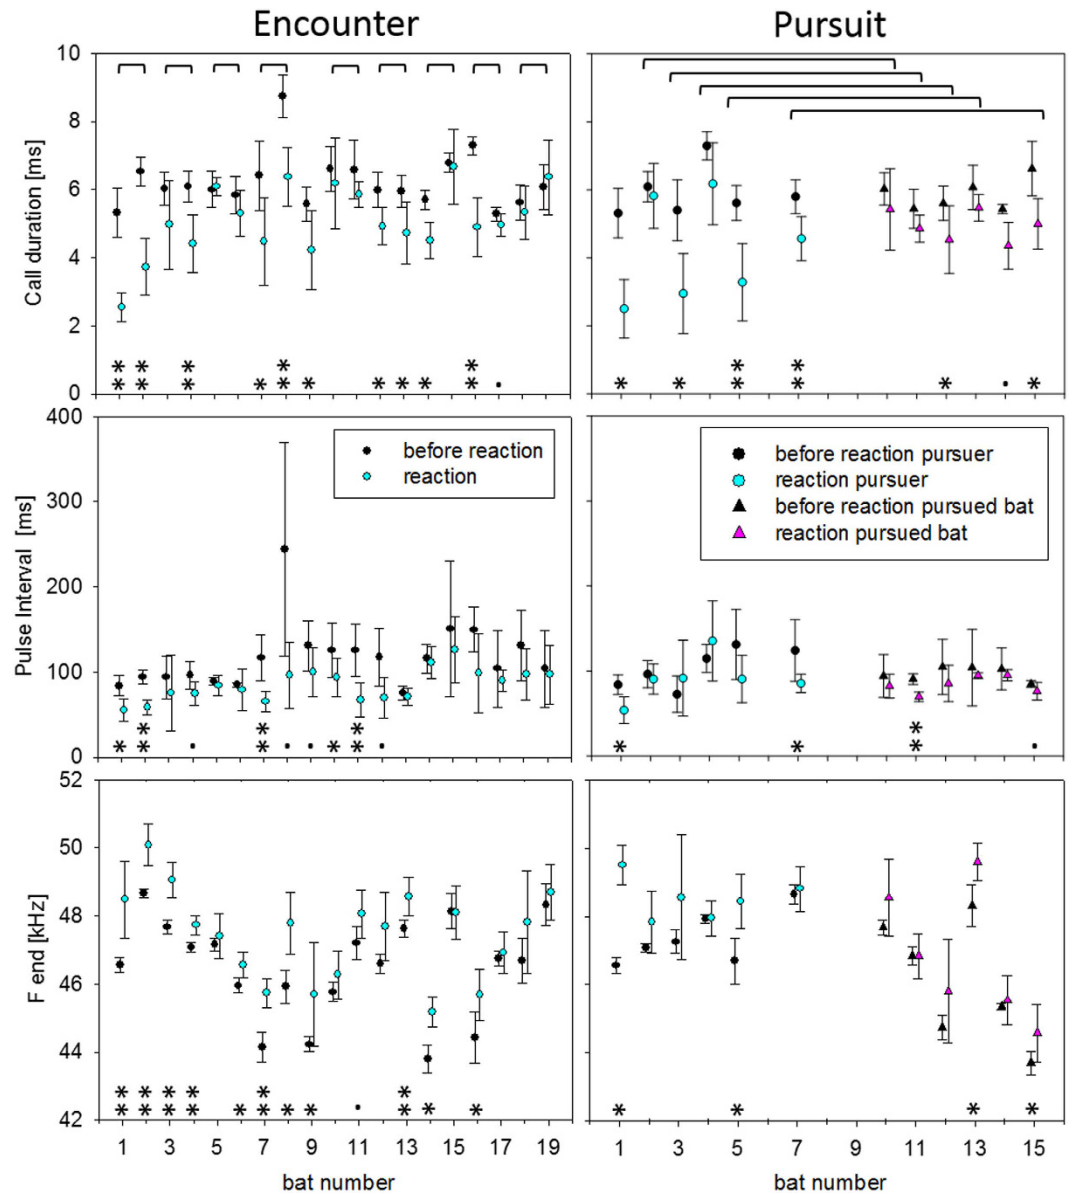 Encounter
Pursuit
Call duration [ms]
10
8
6
4
2
0
* * * * * * * * * * * * * * * .
* * * * * * * * . *
Pulse Interval [ms]
400
300
200
100
0
before reaction
reaction
before reaction pursuer
reaction pursuer
before reaction pursued bat
reaction pursued bat
* * * . * * . . * * * .
* * * * .
F end [kHz]
52
50
48
46
44
42
* * * * * * * * * * * * * . * * * *
* * * *
1 3 5 7 9 11 13 15 17 19
1 3 5 7 9 11 13 15
bat number
bat number